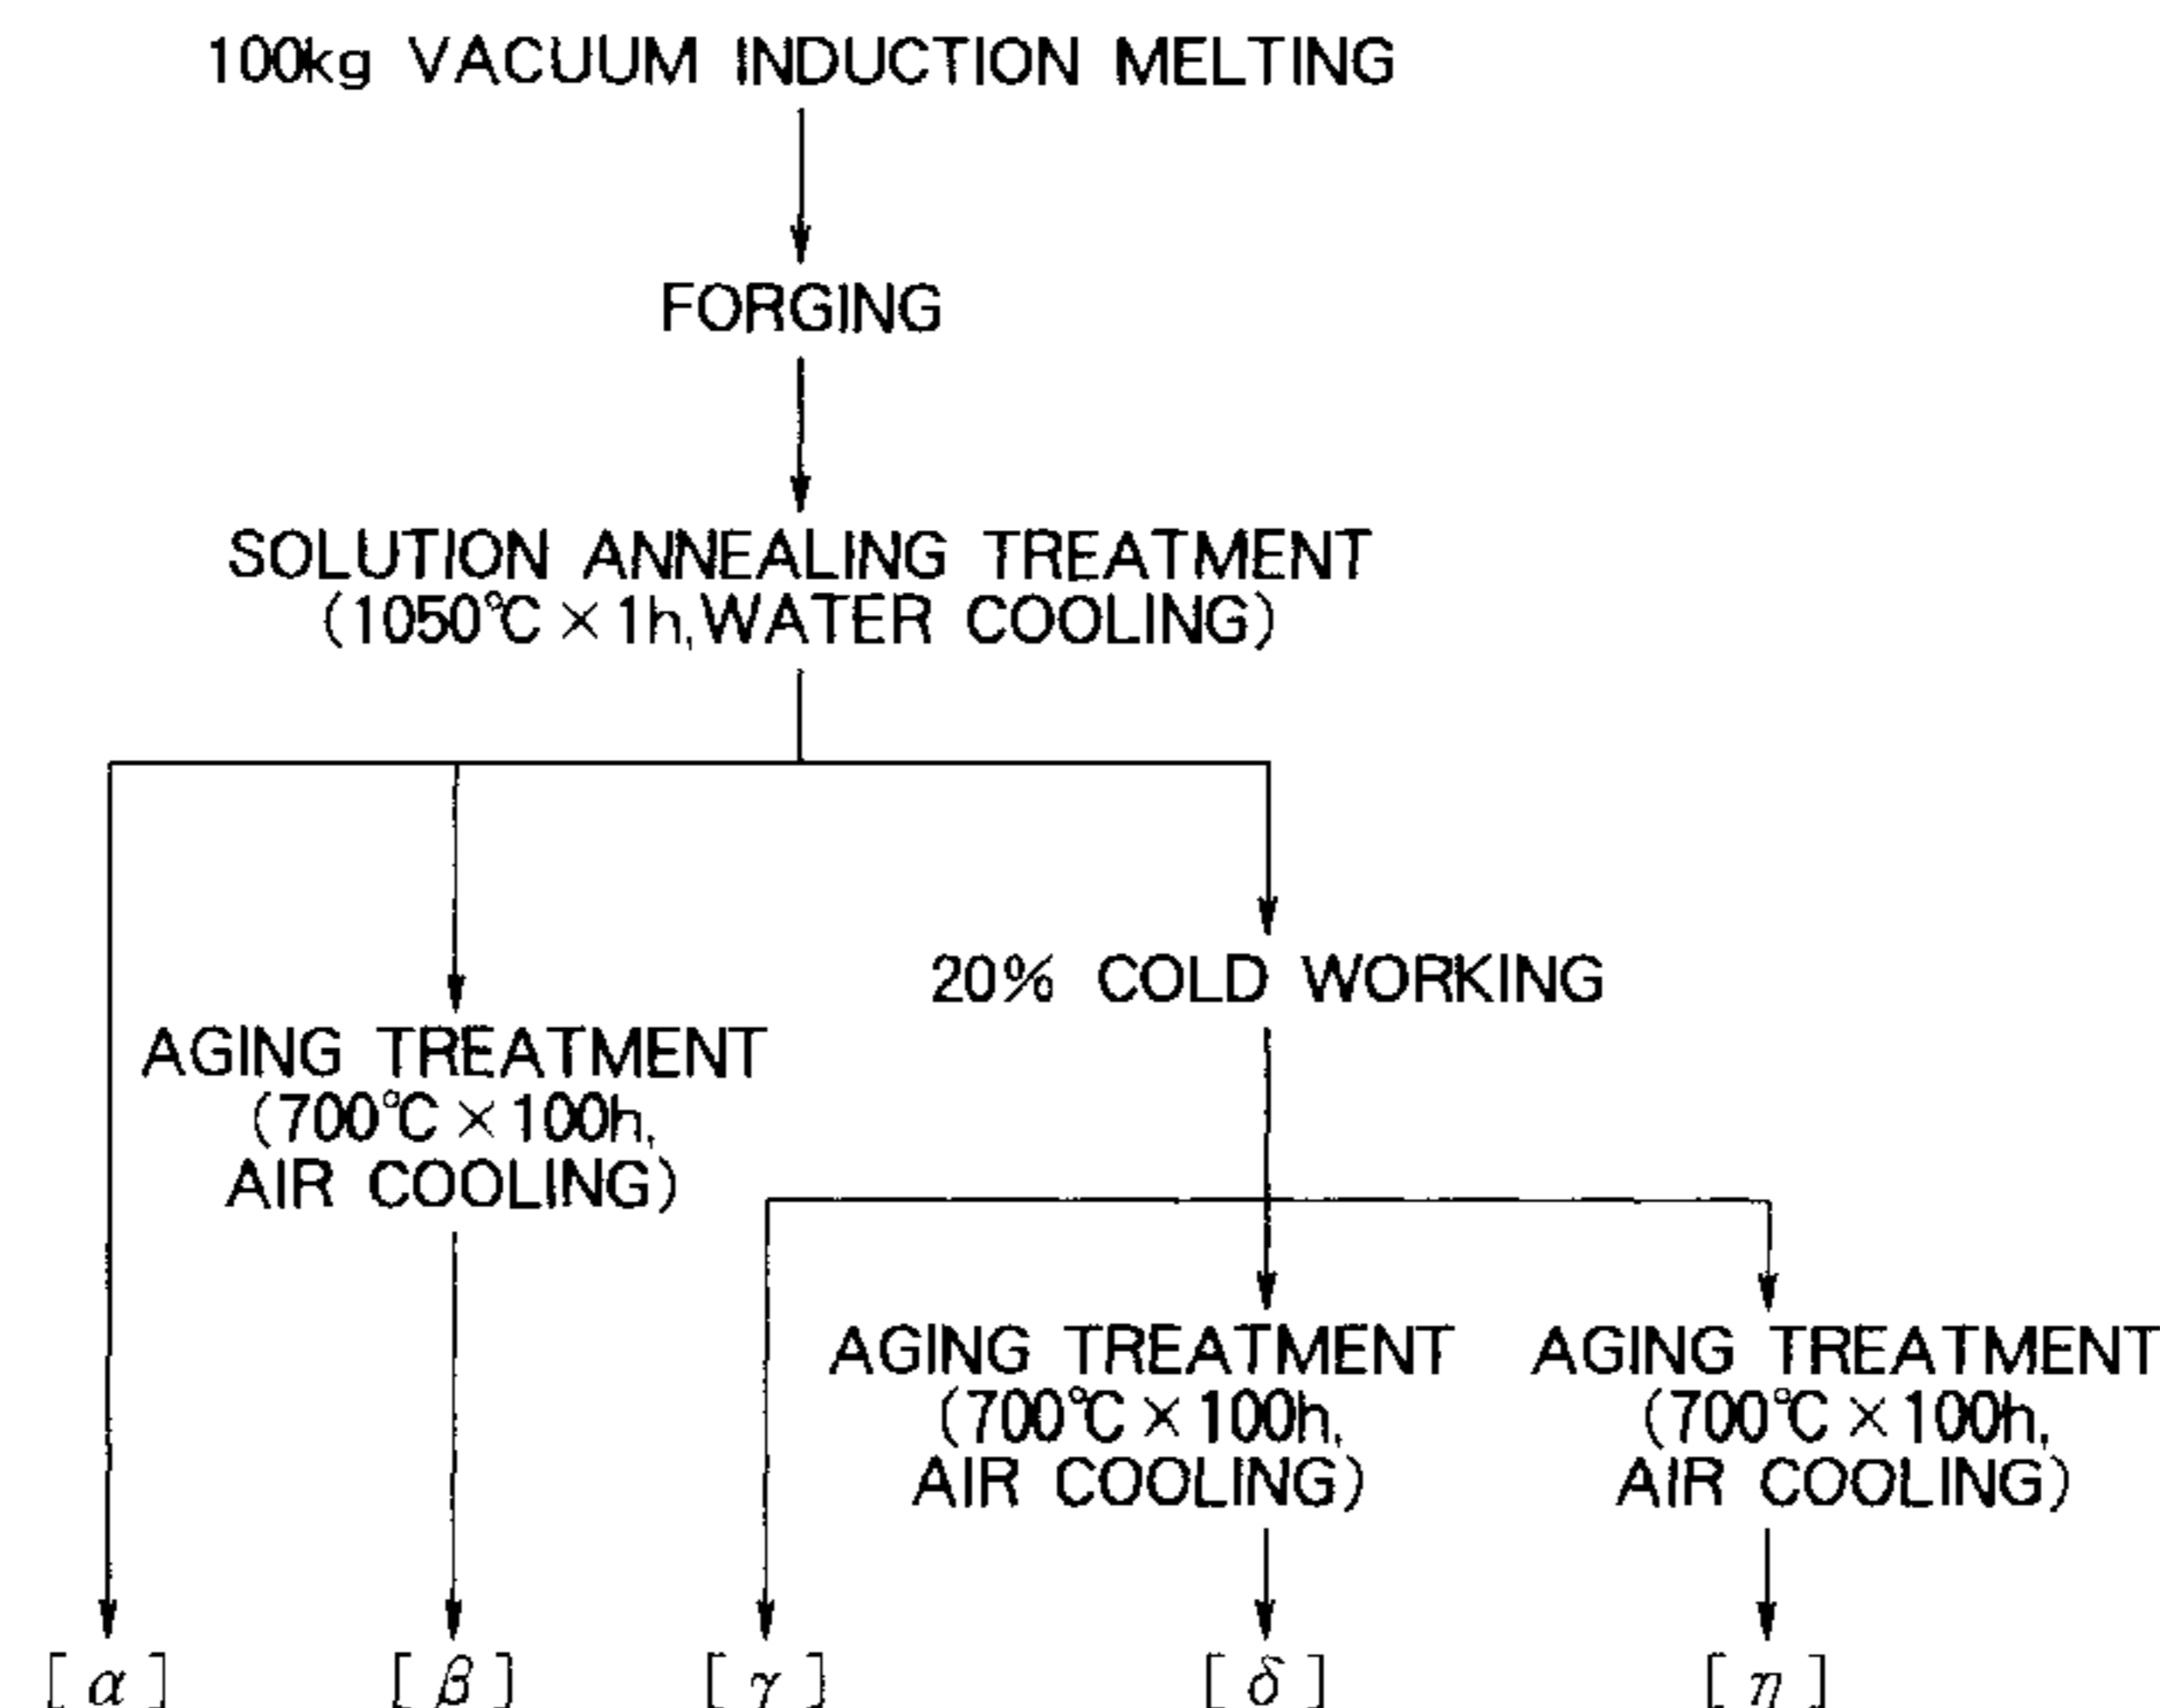 100kg VACUUM INDUCTION MELTING
FORGING
SOLUTION ANNEALING TREATMENT
(1050℃ × 1h, WATER COOLING)
20% COLD WORKING
AGING TREATMENT
(700℃ × 100h,
AIR COOLING)
AGING TREATMENT
(700℃ × 100h,
AIR COOLING)
AGING TREATMENT
(700℃ × 100h,
AIR COOLING)
[ α ] [ β ] [ γ ] [ δ ] [ η ]